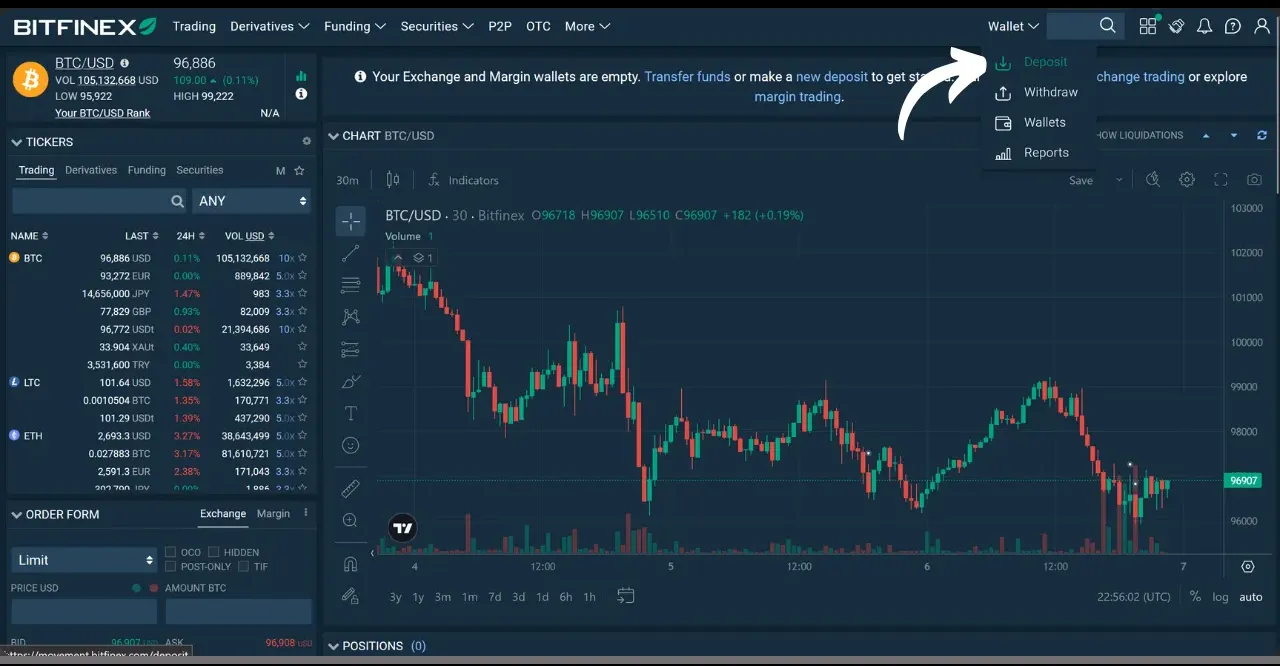 BITFINEX Trading Derivatives Funding Securities P2P OTC More Wallet
BTC/USD 96,886
VOL 105,132,668 USD 109.00 (0.11%)
LOW 95,922 HIGH 99,222
Your BTC/USD Rank N/A
Your Exchange and Margin wallets are empty. Transfer funds or make a new deposit to get
change trading or explore
margin trading.
Deposit
Withdraw
Wallets
Reports
TICKERS
Trading Derivatives Funding Securities M
ANY
NAME LAST 24H VOL USD
BTC 96,886 USD 0.11% 105,132,668 10x
93,272 EUR 0.00% 889,842 5.0x
14,656,000 JPY 1.47% 983 3.3x
77,829 GBP 0.93% 82,009 3.3x
96,772 USDt 0.02% 21,394,686 10x
33.904 XAUt 0.40% 33,649
3,531,600 TRY 0.00% 3,384
LTC 101.64 USD 1.58% 1,632,296 5.0x
0.0010504 BTC 1.35% 170,771 3.3x
101.29 USDt 1.39% 437,290 5.0x
ETH 2,693.3 USD 3.27% 38,643,499 5.0x
0.027883 BTC 3.17% 81,610,721 5.0x
2,591.3 EUR 2.38% 171,043 3.3x
JPY 0.00% 1,886 3.3x
ORDER FORM Exchange Margin
Limit
OCO HIDDEN
POST-ONLY TIF
PRICE USD AMOUNT BTC
BID 96,907 USD ASK 96,908 USD
https://movement.bitfinex.com/deposit
CHART BTC/USD LIQUIDATIONS
30m Indicators Save
BTC/USD · 30 · Bitfinex O96718 H96907 L96510 C96907 +182 (+0.19%)
Volume 1
1
103000
102000
101000
100000
99000
98000
96907
96000
4 12:00 5 12:00 6 12:00 7
3y 1y 3m 1m 7d 3d 1d 6h 1h 22:56:02 (UTC) % log auto
POSITIONS (0)